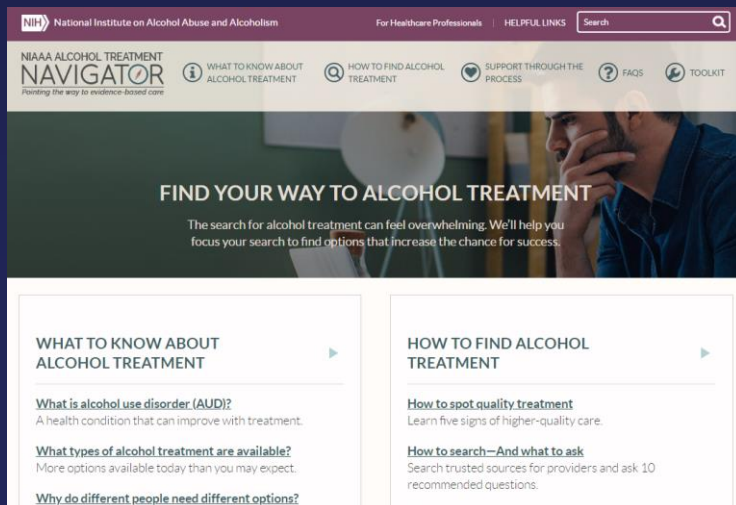 NIH National Institute on Alcohol Abuse and Alcoholism
For Healthcare Professionals | HELPFUL LINKS Search
NIAAA ALCOHOL TREATMENT
NAVIGATOR
Pointing the way to evidence-based care
WHAT TO KNOW ABOUT
ALCOHOL TREATMENT
HOW TO FIND ALCOHOL
TREATMENT
SUPPORT THROUGH THE
PROCESS
FAQS
TOOLKIT
FIND YOUR WAY TO ALCOHOL TREATMENT
The search for alcohol treatment can feel overwhelming. We'll help you
focus your search to find options that increase the chance for success.
WHAT TO KNOW ABOUT
ALCOHOL TREATMENT
What is alcohol use disorder (AUD)?
A health condition that can improve with treatment.
What types of alcohol treatment are available?
More options available today than you may expect.
Why do different people need different options?
HOW TO FIND ALCOHOL
TREATMENT
How to spot quality treatment
Learn five signs of higher-quality care.
How to search—And what to ask
Search trusted sources for providers and ask 10
recommended questions.